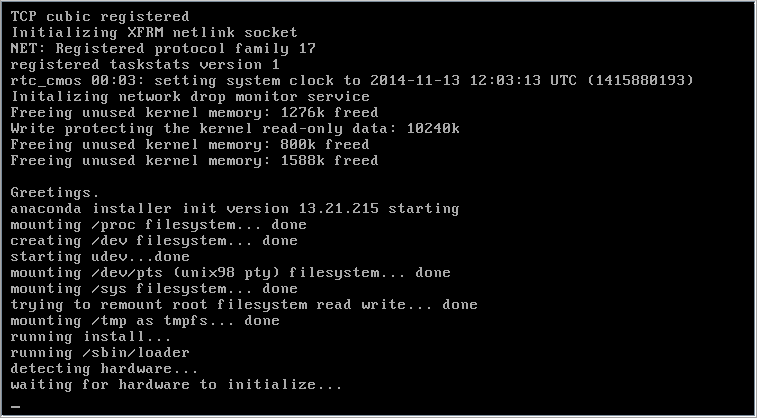 TCP cubic registered
Initializing XFRM netlink socket
NET: Registered protocol family 17
registered taskstats version 1
rtc_cmos 00:03: setting system clock to 2014-11-13 12:03:13 UTC (1415880193)
Initalizing network drop monitor service
Freeing unused kernel memory: 1276k freed
Write protecting the kernel read-only data: 10240k
Freeing unused kernel memory: 800k freed
Freeing unused kernel memory: 1588k freed
Greetings.
anaconda installer init version 13.21.215 starting
mounting /proc filesystem... done
creating /dev filesystem... done
starting udev...done
mounting /dev/pts (unix98 pty) filesystem... done
mounting /sys filesystem... done
trying to remount root filesystem read write... done
mounting /tmp as tmpfs... done
running install...
running /sbin/loader
detecting hardware...
waiting for hardware to initialize...
_